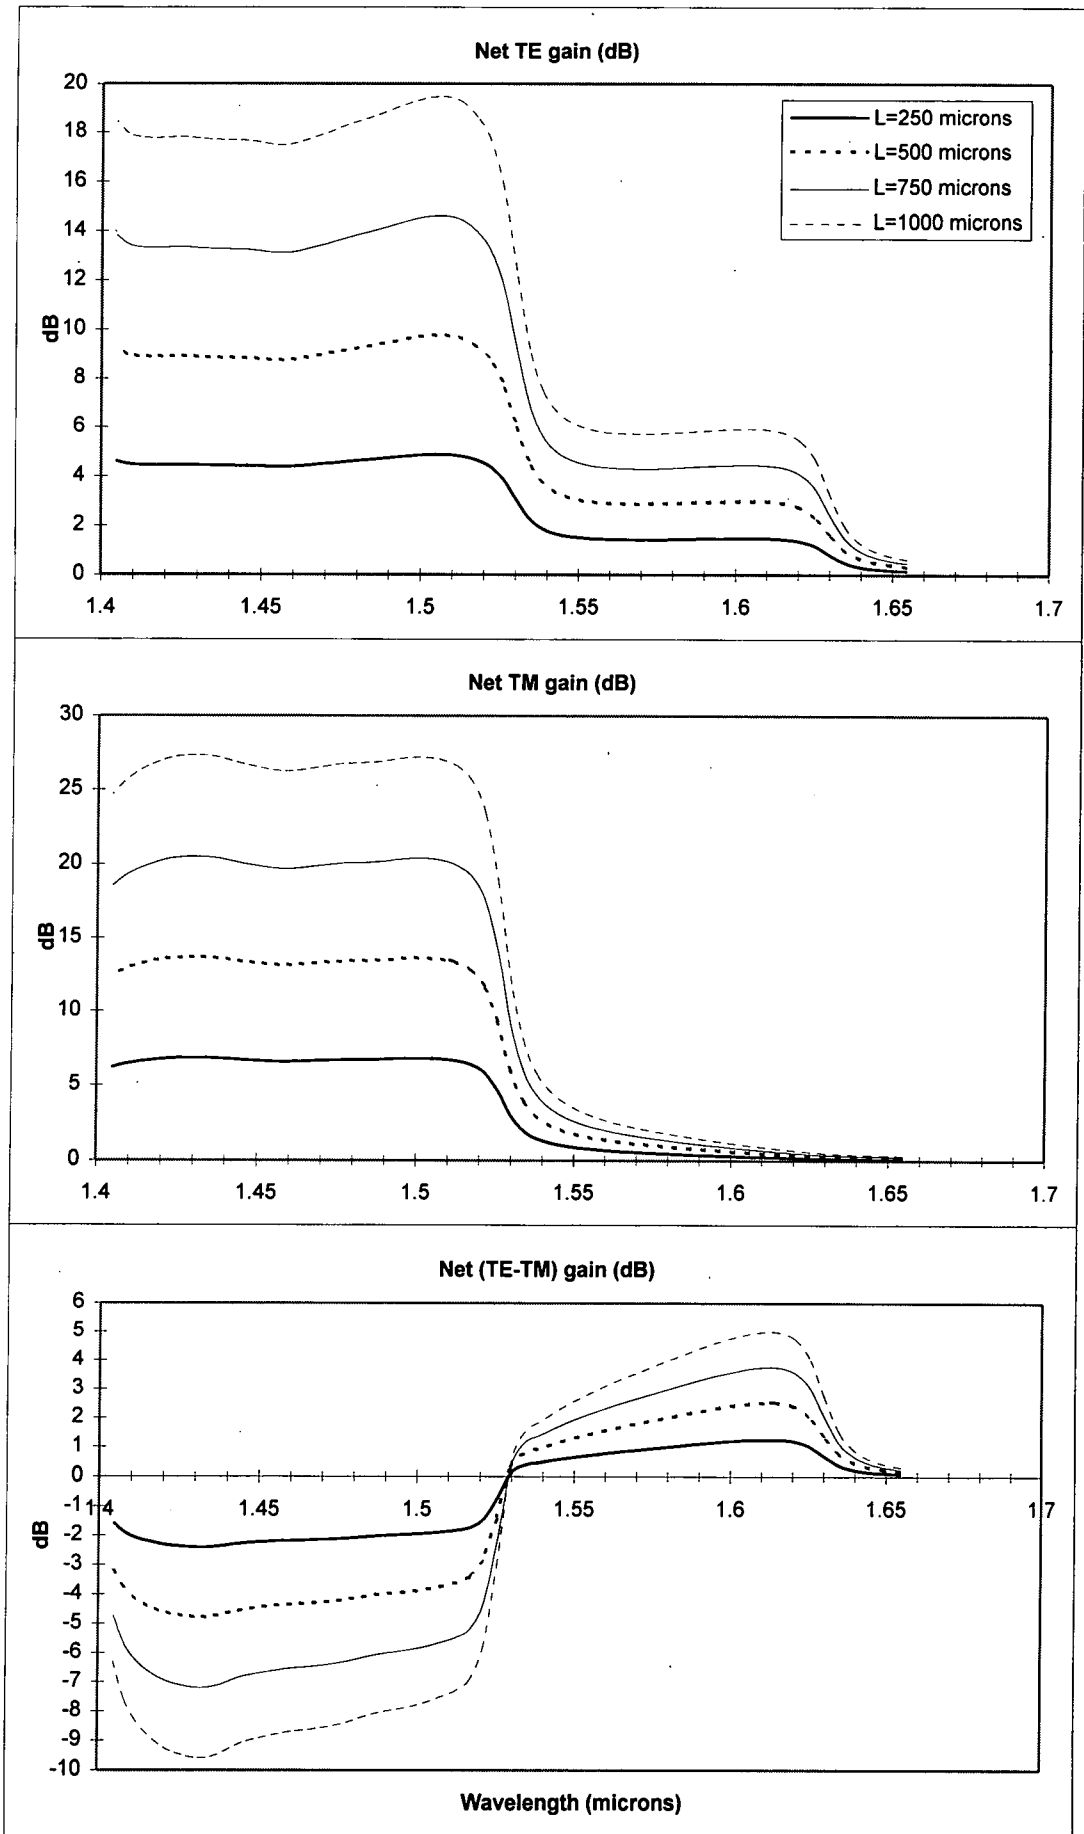 Net TE gain (dB)
20
18
16
14
12
10
8
6
4
2
0
dB
L=250 microns
L=500 microns
L=750 microns
L=1000 microns
1.4 1.45 1.5 1.55 1.6 1.65 1.7
Net TM gain (dB)
30
25
20
15
10
5
0
dB
1.4 1.45 1.5 1.55 1.6 1.65 1.7
Net (TE-TM) gain (dB)
6
5
4
3
2
1
0
-1
-2
-3
-4
-5
-6
-7
-8
-9
-10
dB
1.4 1.45 1.5 1.55 1.6 1.65 1.7
Wavelength (microns)